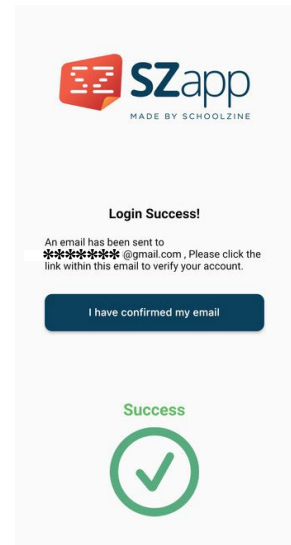 SZapp
MADE BY SCHOOLZINE
Login Success!
An email has been sent to
*******@gmail.com , Please click the
link within this email to verify your account.
I have confirmed my email
Success